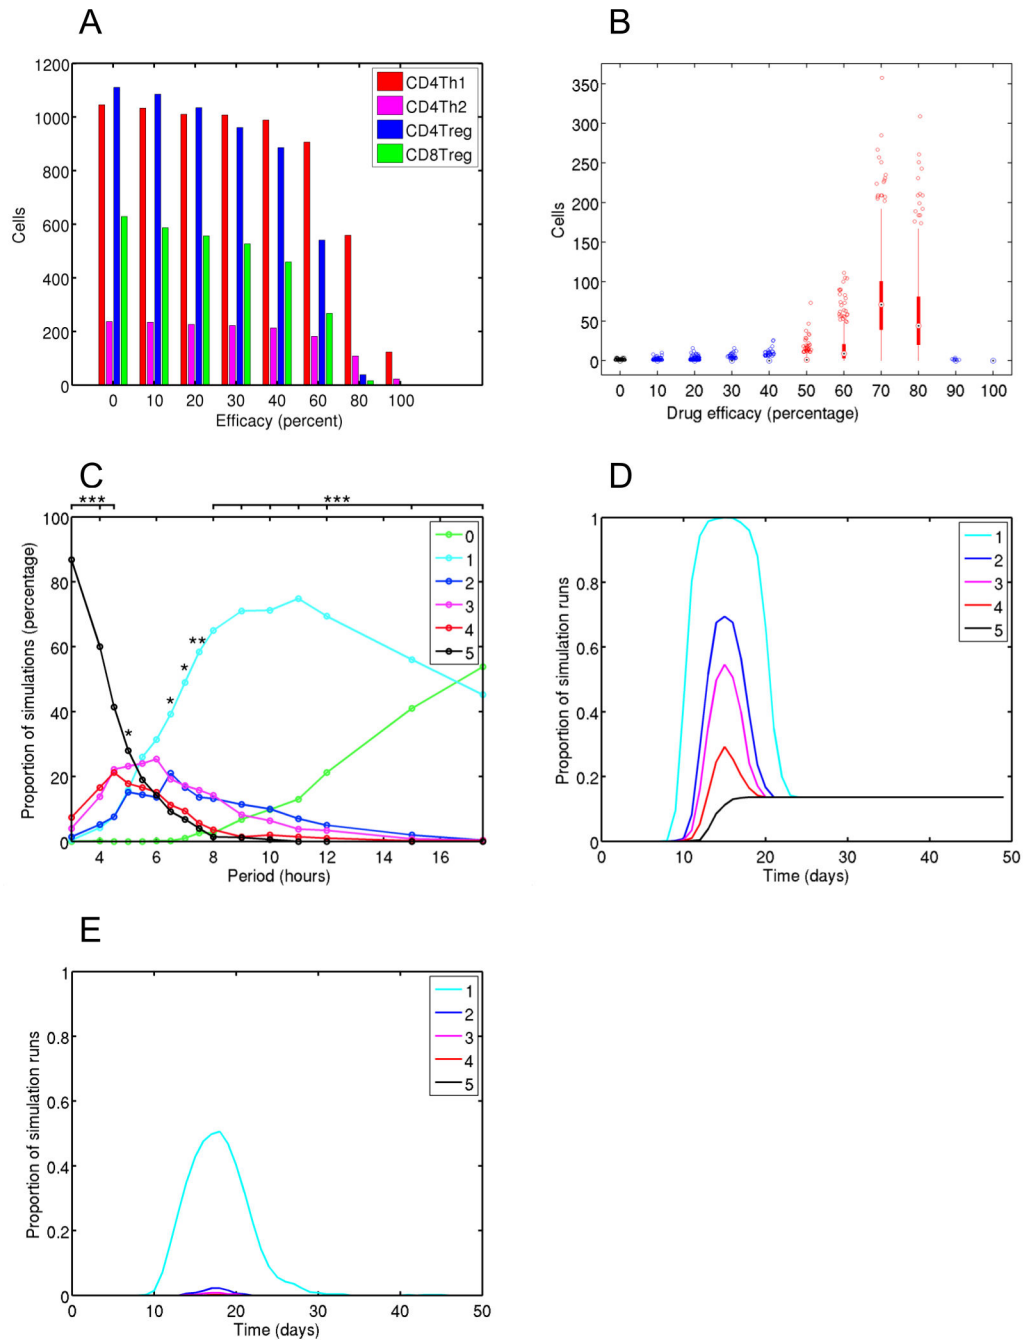 A
1200
1000
800
600
400
200
0
Cells
0 10 20 30 40 60 80 100
Efficacy (percent)
CD4Th1
CD4Th2
CD4Treg
CD8Treg
B
350
300
250
200
150
100
50
0
Cells
0 10 20 30 40 50 60 70 80 90 100
Drug efficacy (percentage)
C
*** ***
100
80
60
40
20
0
Proportion of simulations (percentage)
* * * **
4 6 8 10 12 14 16
Period (hours)
0
1
2
3
4
5
D
1
0.8
0.6
0.4
0.2
0
Proportion of simulation runs
0 10 20 30 40 50
Time (days)
1
2
3
4
5
E
1
0.8
0.6
0.4
0.2
0
Proportion of simulation runs
0 10 20 30 40 50
Time (days)
1
2
3
4
5